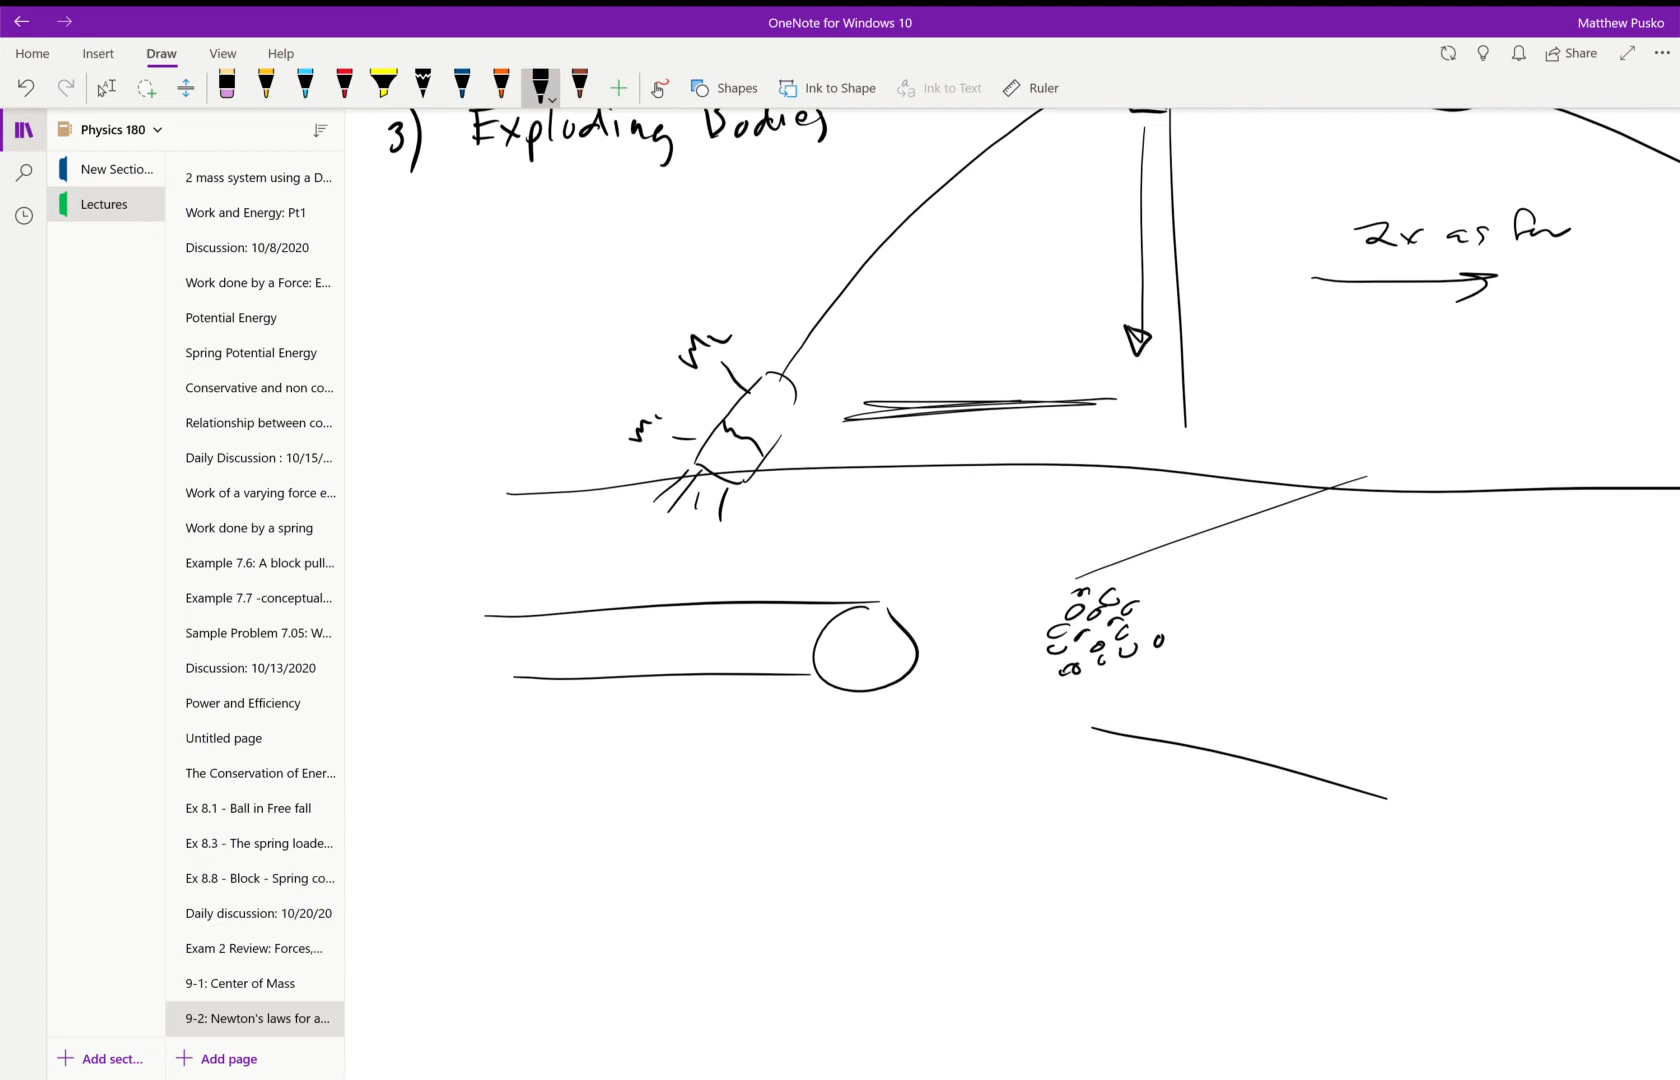 OneNote for Windows 10
Matthew Pusko
Home Insert Draw View Help
Share
Shapes Ink to Shape Ink to Text Ruler
Physics 180
New Sectio...
Lectures
2 mass system using a D...
Work and Energy: Pt1
Discussion: 10/8/2020
Work done by a Force: E...
Potential Energy
Spring Potential Energy
Conservative and non co...
Relationship between co...
Daily Discussion : 10/15/...
Work of a varying force e...
Work done by a spring
Example 7.6: A block pull...
Example 7.7 -conceptual...
Sample Problem 7.05: W...
Discussion: 10/13/2020
Power and Efficiency
Untitled page
The Conservation of Ener...
Ex 8.1 - Ball in Free fall
Ex 8.3 - The spring loade...
Ex 8.8 - Block - Spring co...
Daily discussion: 10/20/20
Exam 2 Review: Forces,...
9-1: Center of Mass
9-2: Newton's laws for a...
Add sect...
Add page
3) Exploding Bodies
2x as far
m2